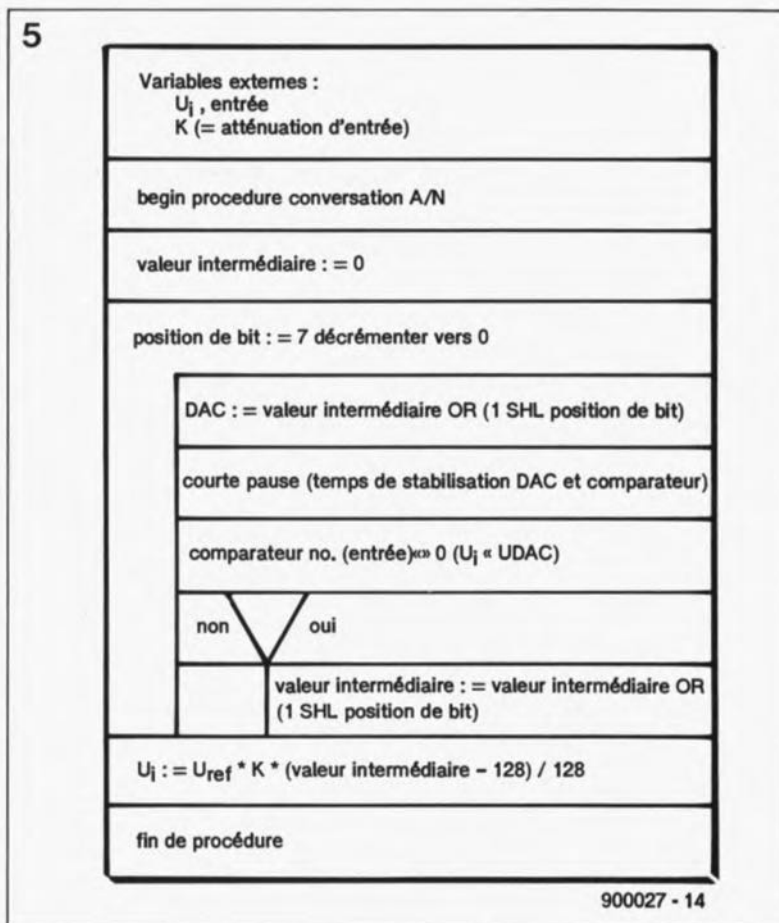 5
Variables externes :
Ui , entrée
K (= atténuation d'entrée)
begin procedure conversation A/N
valeur intermédiaire : = 0
position de bit : = 7 décrémenter vers 0
DAC : = valeur intermédiaire OR (1 SHL position de bit)
courte pause (temps de stabilisation DAC et comparateur)
comparateur no. (entrée)«» 0 (Ui « UDAC)
non oui
valeur intermédiaire : = valeur intermédiaire OR
(1 SHL position de bit)
Ui : = Uref * K * (valeur intermédiaire – 128) / 128
fin de procédure
900027 - 14